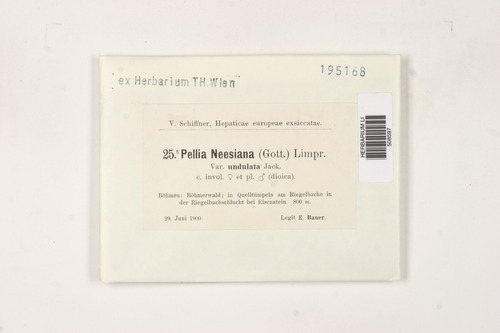 ex Herbarium TH.Wien
195168
V. Schiffner, Hepaticae europeae exsiccatae.
25.b Pellia Neesiana (Gott.) Limpr.
Var. undulata Jack.
c. invol. ♀ et pl. ♂ (dioica).
Böhmen: Böhmerwald; in Quelltümpeln am Riegelbache in
der Riegelbachschlucht bei Eisenstein. 800 m.
29. Juni 1900.
Legit E. Bauer.
HERBARIUM LI